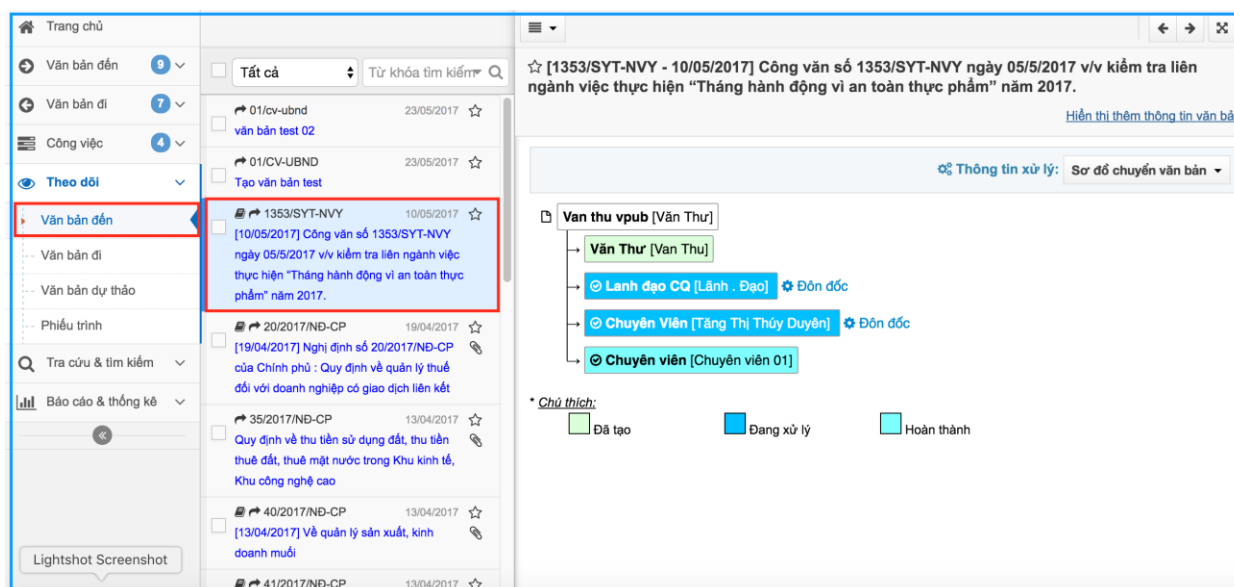 Trang chủ
Văn bản đến 9
Văn bản đi 7
Công việc 4
Theo dõi
Văn bản đến
Văn bản đi
Văn bản dự thảo
Phiếu trình
Tra cứu & tìm kiếm
Báo cáo & thống kê
Lightshot Screenshot
Tất cả
Từ khóa tìm kiếm
01/cv-ubnd 23/05/2017
văn bản test 02
01/CV-UBND 23/05/2017
Tạo văn bản test
1353/SYT-NVY 10/05/2017
[10/05/2017] Công văn số 1353/SYT-NVY
ngày 05/5/2017 v/v kiểm tra liên ngành việc
thực hiện “Tháng hành động vì an toàn thực
phẩm” năm 2017.
20/2017/NĐ-CP 19/04/2017
[19/04/2017] Nghị định số 20/2017/NĐ-CP
của Chính phủ : Quy định về quản lý thuế
đối với doanh nghiệp có giao dịch liên kết
35/2017/NĐ-CP 13/04/2017
Quy định về thu tiền sử dụng đất, thu tiền
thuê đất, thuê mặt nước trong Khu kinh tế,
Khu công nghệ cao
40/2017/NĐ-CP 13/04/2017
[13/04/2017] Về quản lý sản xuất, kinh
doanh muối
41/2017/NĐ-CP 13/04/2017
[1353/SYT-NVY - 10/05/2017] Công văn số 1353/SYT-NVY ngày 05/5/2017 v/v kiểm tra liên
ngành việc thực hiện “Tháng hành động vì an toàn thực phẩm” năm 2017.
Hiển thị thêm thông tin văn bả
Thông tin xử lý: Sơ đồ chuyển văn bản
Van thu vpub [Văn Thư]
Văn Thư [Van Thu]
Lanh đạo CQ [Lãnh . Đạo] Đôn đốc
Chuyên Viên [Tăng Thị Thúy Duyên] Đôn đốc
Chuyên viên [Chuyên viên 01]
* Chú thích:
Đã tạo Đang xử lý Hoàn thành